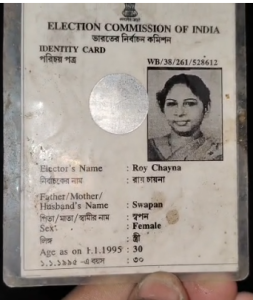 ELECTION COMMISSION OF INDIA
ভারতের নির্বাচন কমিশন
IDENTITY CARD
পরিচয় পত্র
WB/38/261/528612
Elector's Name : Roy Chayna
নির্বাচকের নাম : রায় চায়না
Father/Mother/
Husband's Name : Swapan
পিতা/মাতা/স্বামীর নাম : স্বপন
Sex : Female
লিঙ্গ : স্ত্রী
Age as on 1.1.1995 : 30
১.১.১৯৯৫ -এ বয়স : ৩০